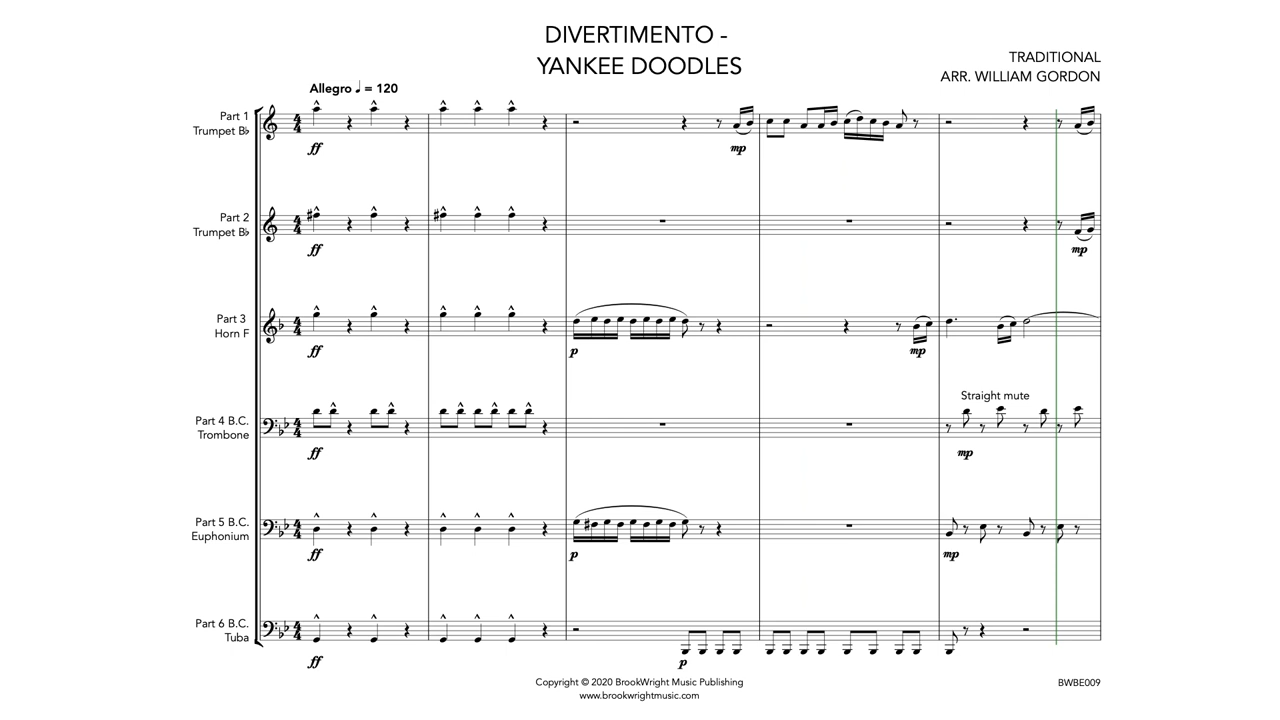 DIVERTIMENTO -
YANKEE DOODLES
TRADITIONAL
ARR. WILLIAM GORDON
Allegro ♩ = 120
Part 1
Trumpet B♭
ff
mp
Part 2
Trumpet B♭
ff
mp
Part 3
Horn F
ff
p
mp
Straight mute
Part 4 B.C.
Trombone
ff
mp
Part 5 B.C.
Euphonium
ff
p
mp
Part 6 B.C.
Tuba
ff
p
Copyright © 2020 BrookWright Music Publishing
www.brookwrightmusic.com
BWBE009